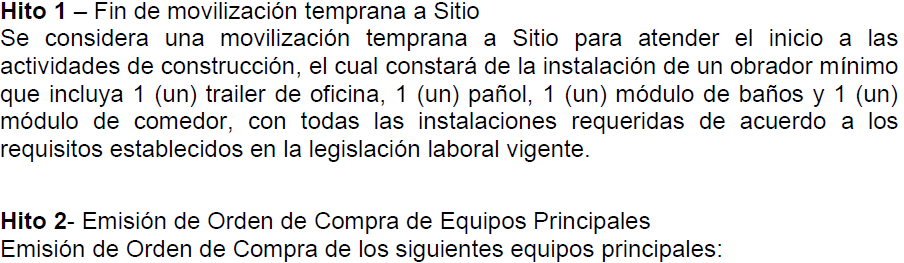 Hito 1 – Fin de movilización temprana a Sitio
Se considera una movilización temprana a Sitio para atender el inicio a las
actividades de construcción, el cual constará de la instalación de un obrador mínimo
que incluya 1 (un) trailer de oficina, 1 (un) pañol, 1 (un) módulo de baños y 1 (un)
módulo de comedor, con todas las instalaciones requeridas de acuerdo a los
requisitos establecidos en la legislación laboral vigente.
Hito 2- Emisión de Orden de Compra de Equipos Principales
Emisión de Orden de Compra de los siguientes equipos principales: